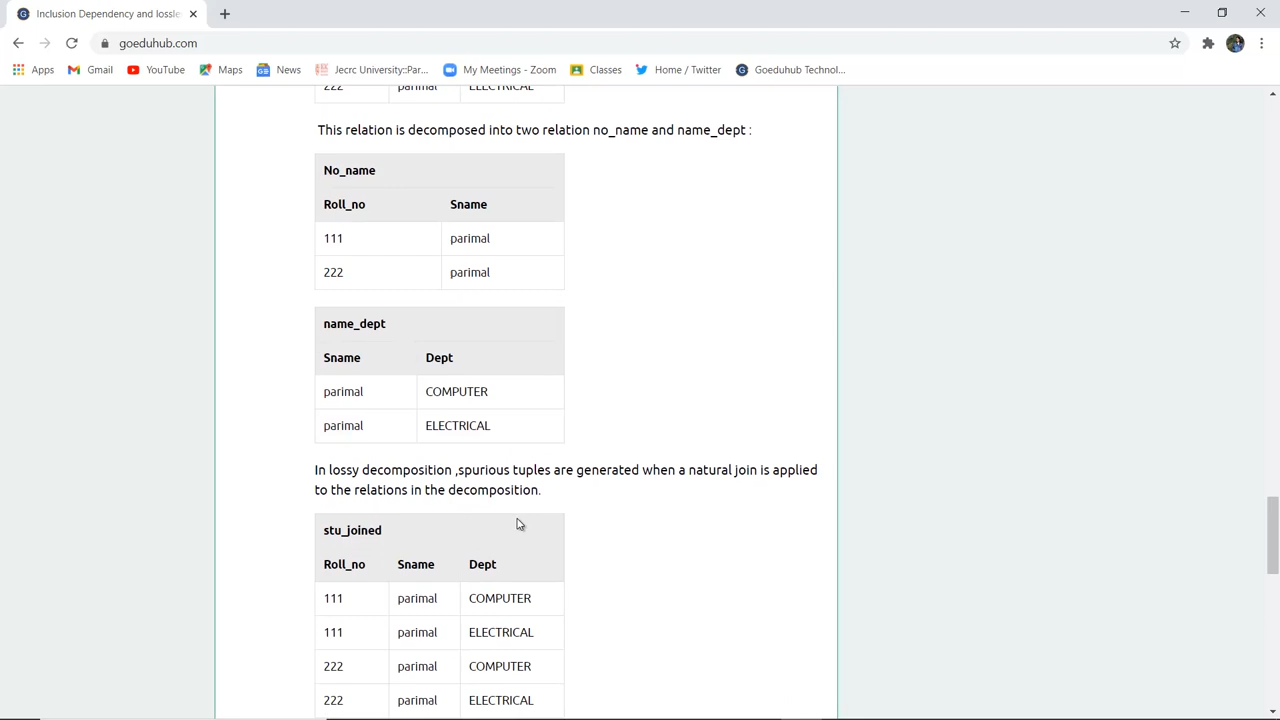 Inclusion Dependency and lossle
goeduhub.com
Apps
Gmail
YouTube
Maps
News
Jecrc University::Par...
My Meetings - Zoom
Classes
Home / Twitter
Goeduhub Technol...
222 parimal ELECTRICAL
This relation is decomposed into two relation no_name and name_dept :
No_name
Roll_no Sname
111 parimal
222 parimal
name_dept
Sname Dept
parimal COMPUTER
parimal ELECTRICAL
In lossy decomposition ,spurious tuples are generated when a natural join is applied
to the relations in the decomposition.
stu_joined
Roll_no Sname Dept
111 parimal COMPUTER
111 parimal ELECTRICAL
222 parimal COMPUTER
222 parimal ELECTRICAL